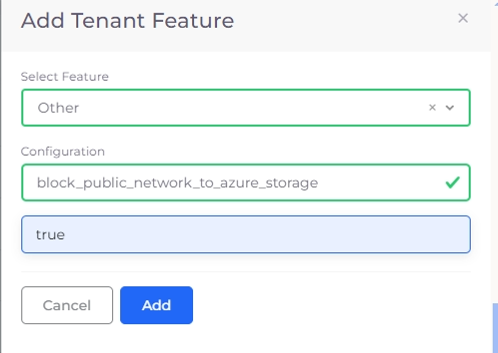 Add Tenant Feature
Select Feature
Other
Configuration
block_public_network_to_azure_storage
true
Cancel
Add